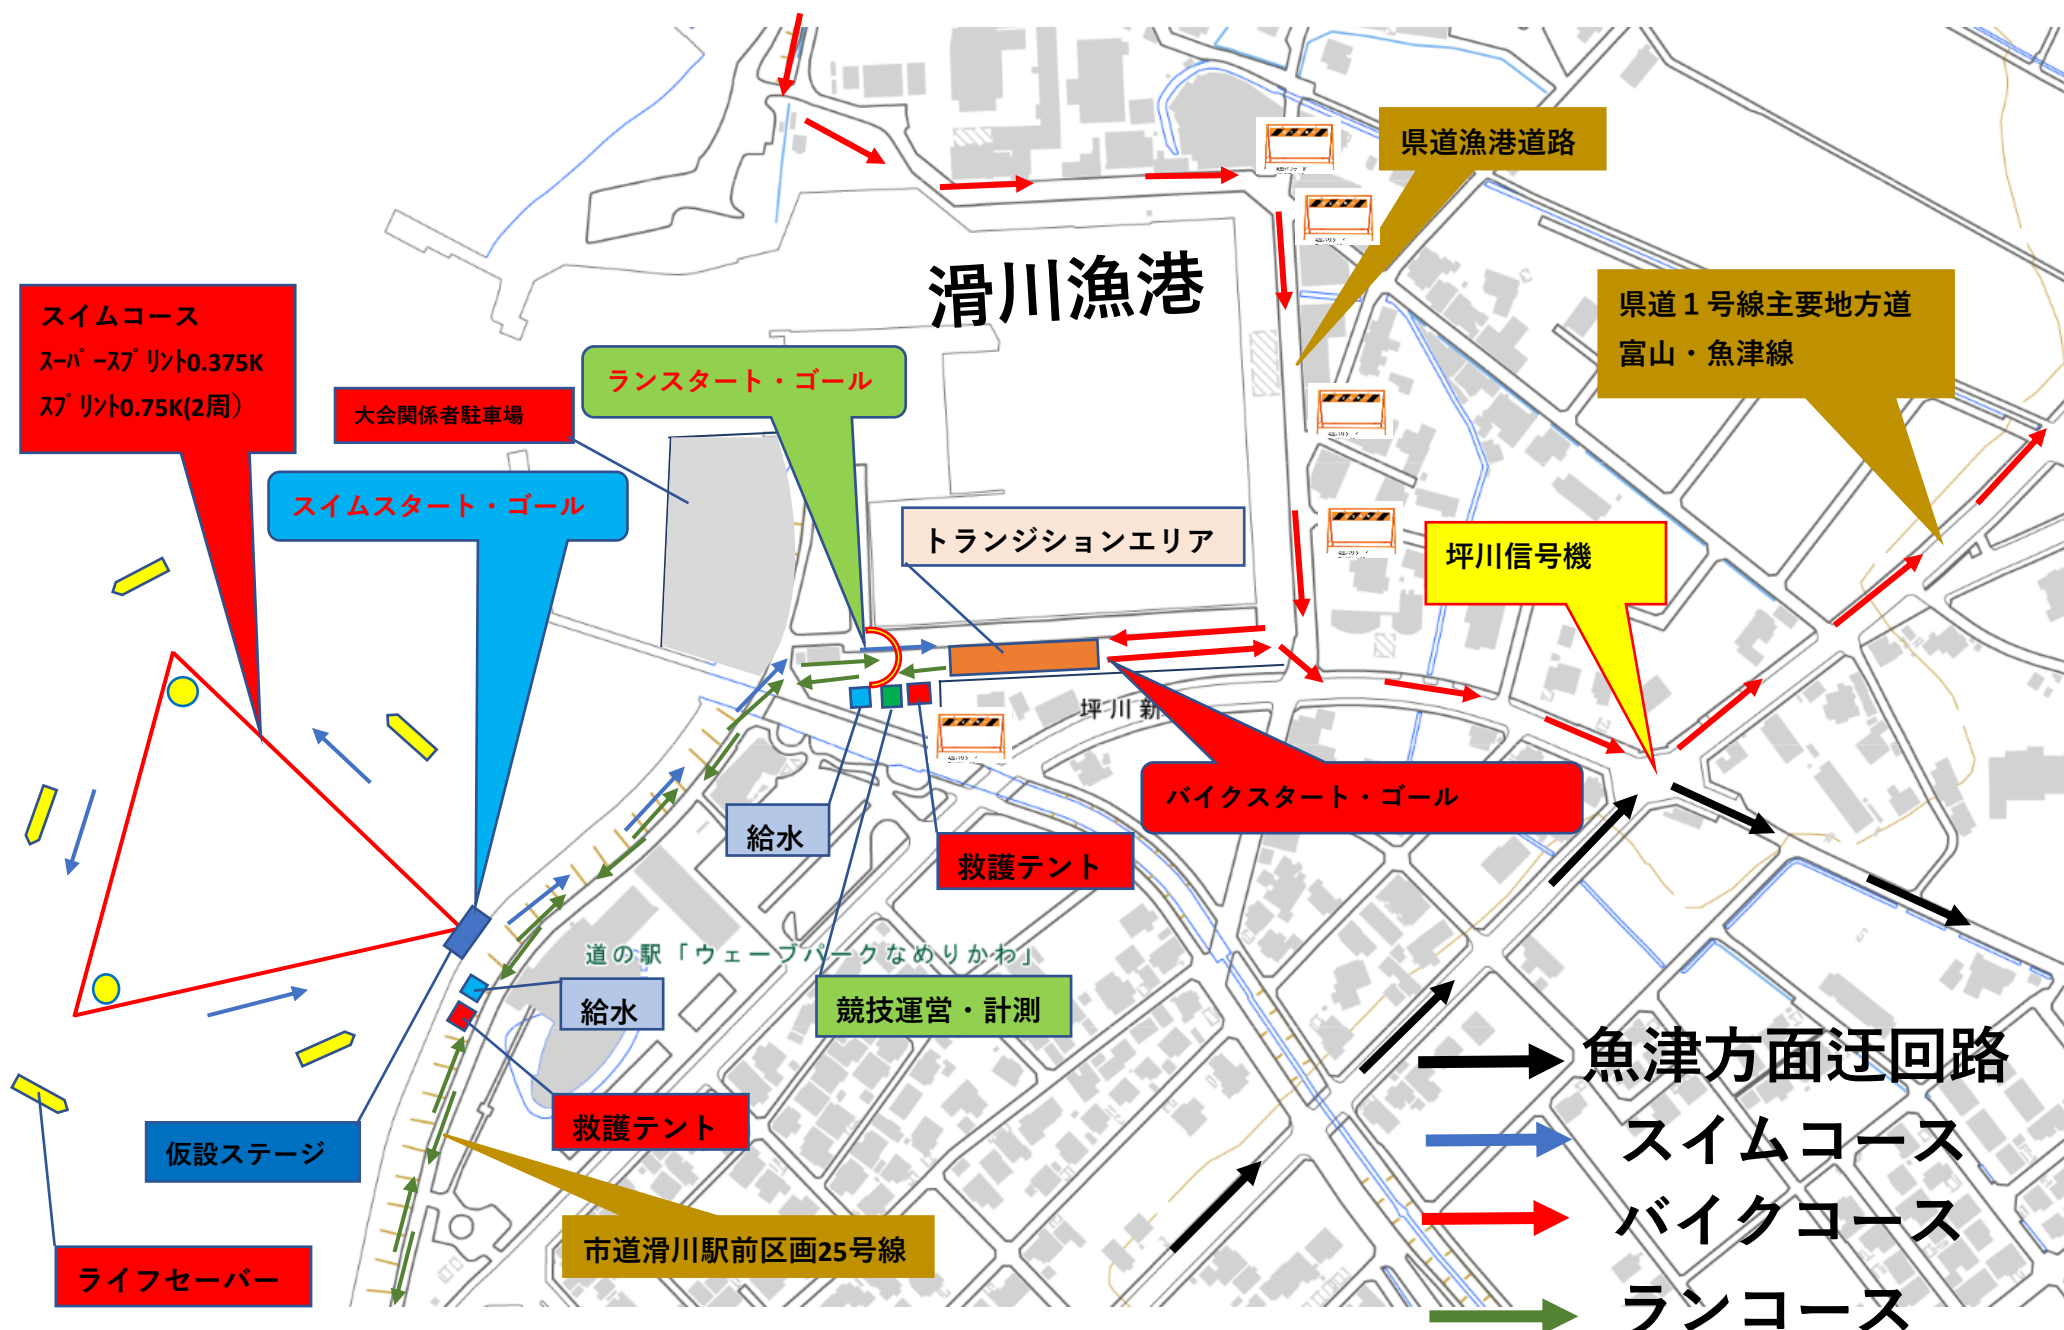 県道漁港道路
滑川漁港
県道１号線主要地方道
富山・魚津線
スイムコース
ｽｰﾊﾟｰｽﾌﾟﾘﾝﾄ0.375K
ｽﾌﾟﾘﾝﾄ0.75K(2周）
ランスタート・ゴール
大会関係者駐車場
スイムスタート・ゴール
トランジションエリア
坪川信号機
坪川新
バイクスタート・ゴール
給水
救護テント
道の駅「ウェーブパークなめりかわ」
給水
競技運営・計測
魚津方面迂回路
救護テント
スイムコース
仮設ステージ
バイクコース
市道滑川駅前区画25号線
ライフセーバー
ランコース